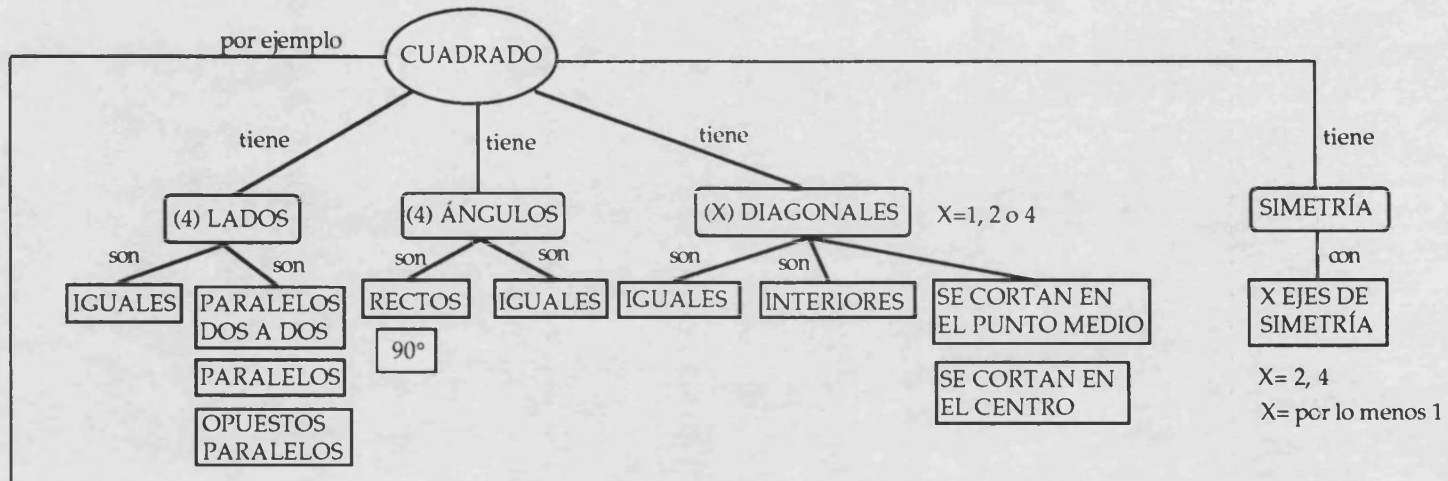 por ejemplo
CUADRADO
tiene
tiene
tiene
tiene
(4) LADOS
(4) ÁNGULOS
(X) DIAGONALES
X=1, 2 o 4
SIMETRÍA
son
son
son
son
son
son
con
IGUALES
PARALELOS
DOS A DOS
RECTOS
IGUALES
IGUALES
INTERIORES
SE CORTAN EN
EL PUNTO MEDIO
X EJES DE
SIMETRÍA
90°
PARALELOS
SE CORTAN EN
EL CENTRO
X= 2, 4
X= por lo menos 1
OPUESTOS
PARALELOS